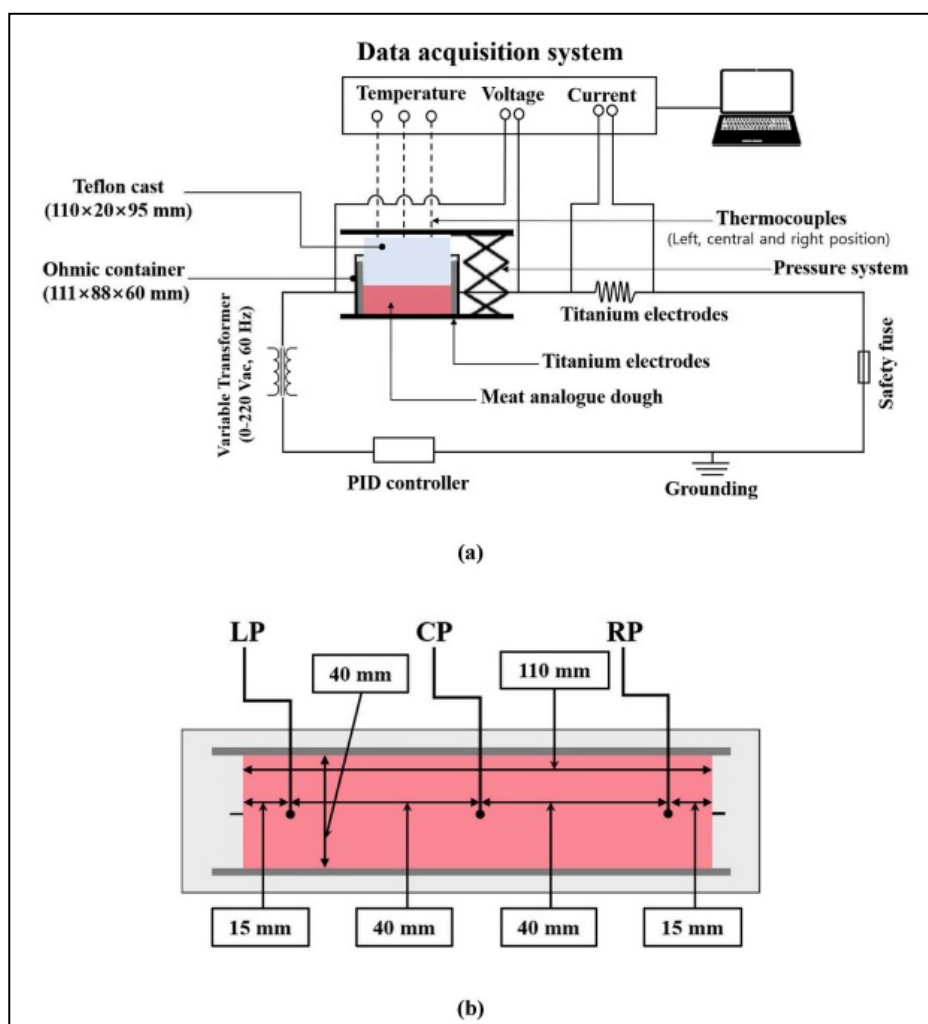 Data acquisition system
Temperature Voltage Current
Teflon cast
(110×20×95 mm)
Ohmic container
(111×88×60 mm)
Thermocouples
(Left, central and right position)
Pressure system
Titanium electrodes
Titanium electrodes
Meat analogue dough
Variable Transformer
(0-220 Vac, 60 Hz)
Safety fuse
PID controller
Grounding
(a)
LP CP RP
40 mm
110 mm
15 mm 40 mm 40 mm 15 mm
(b)